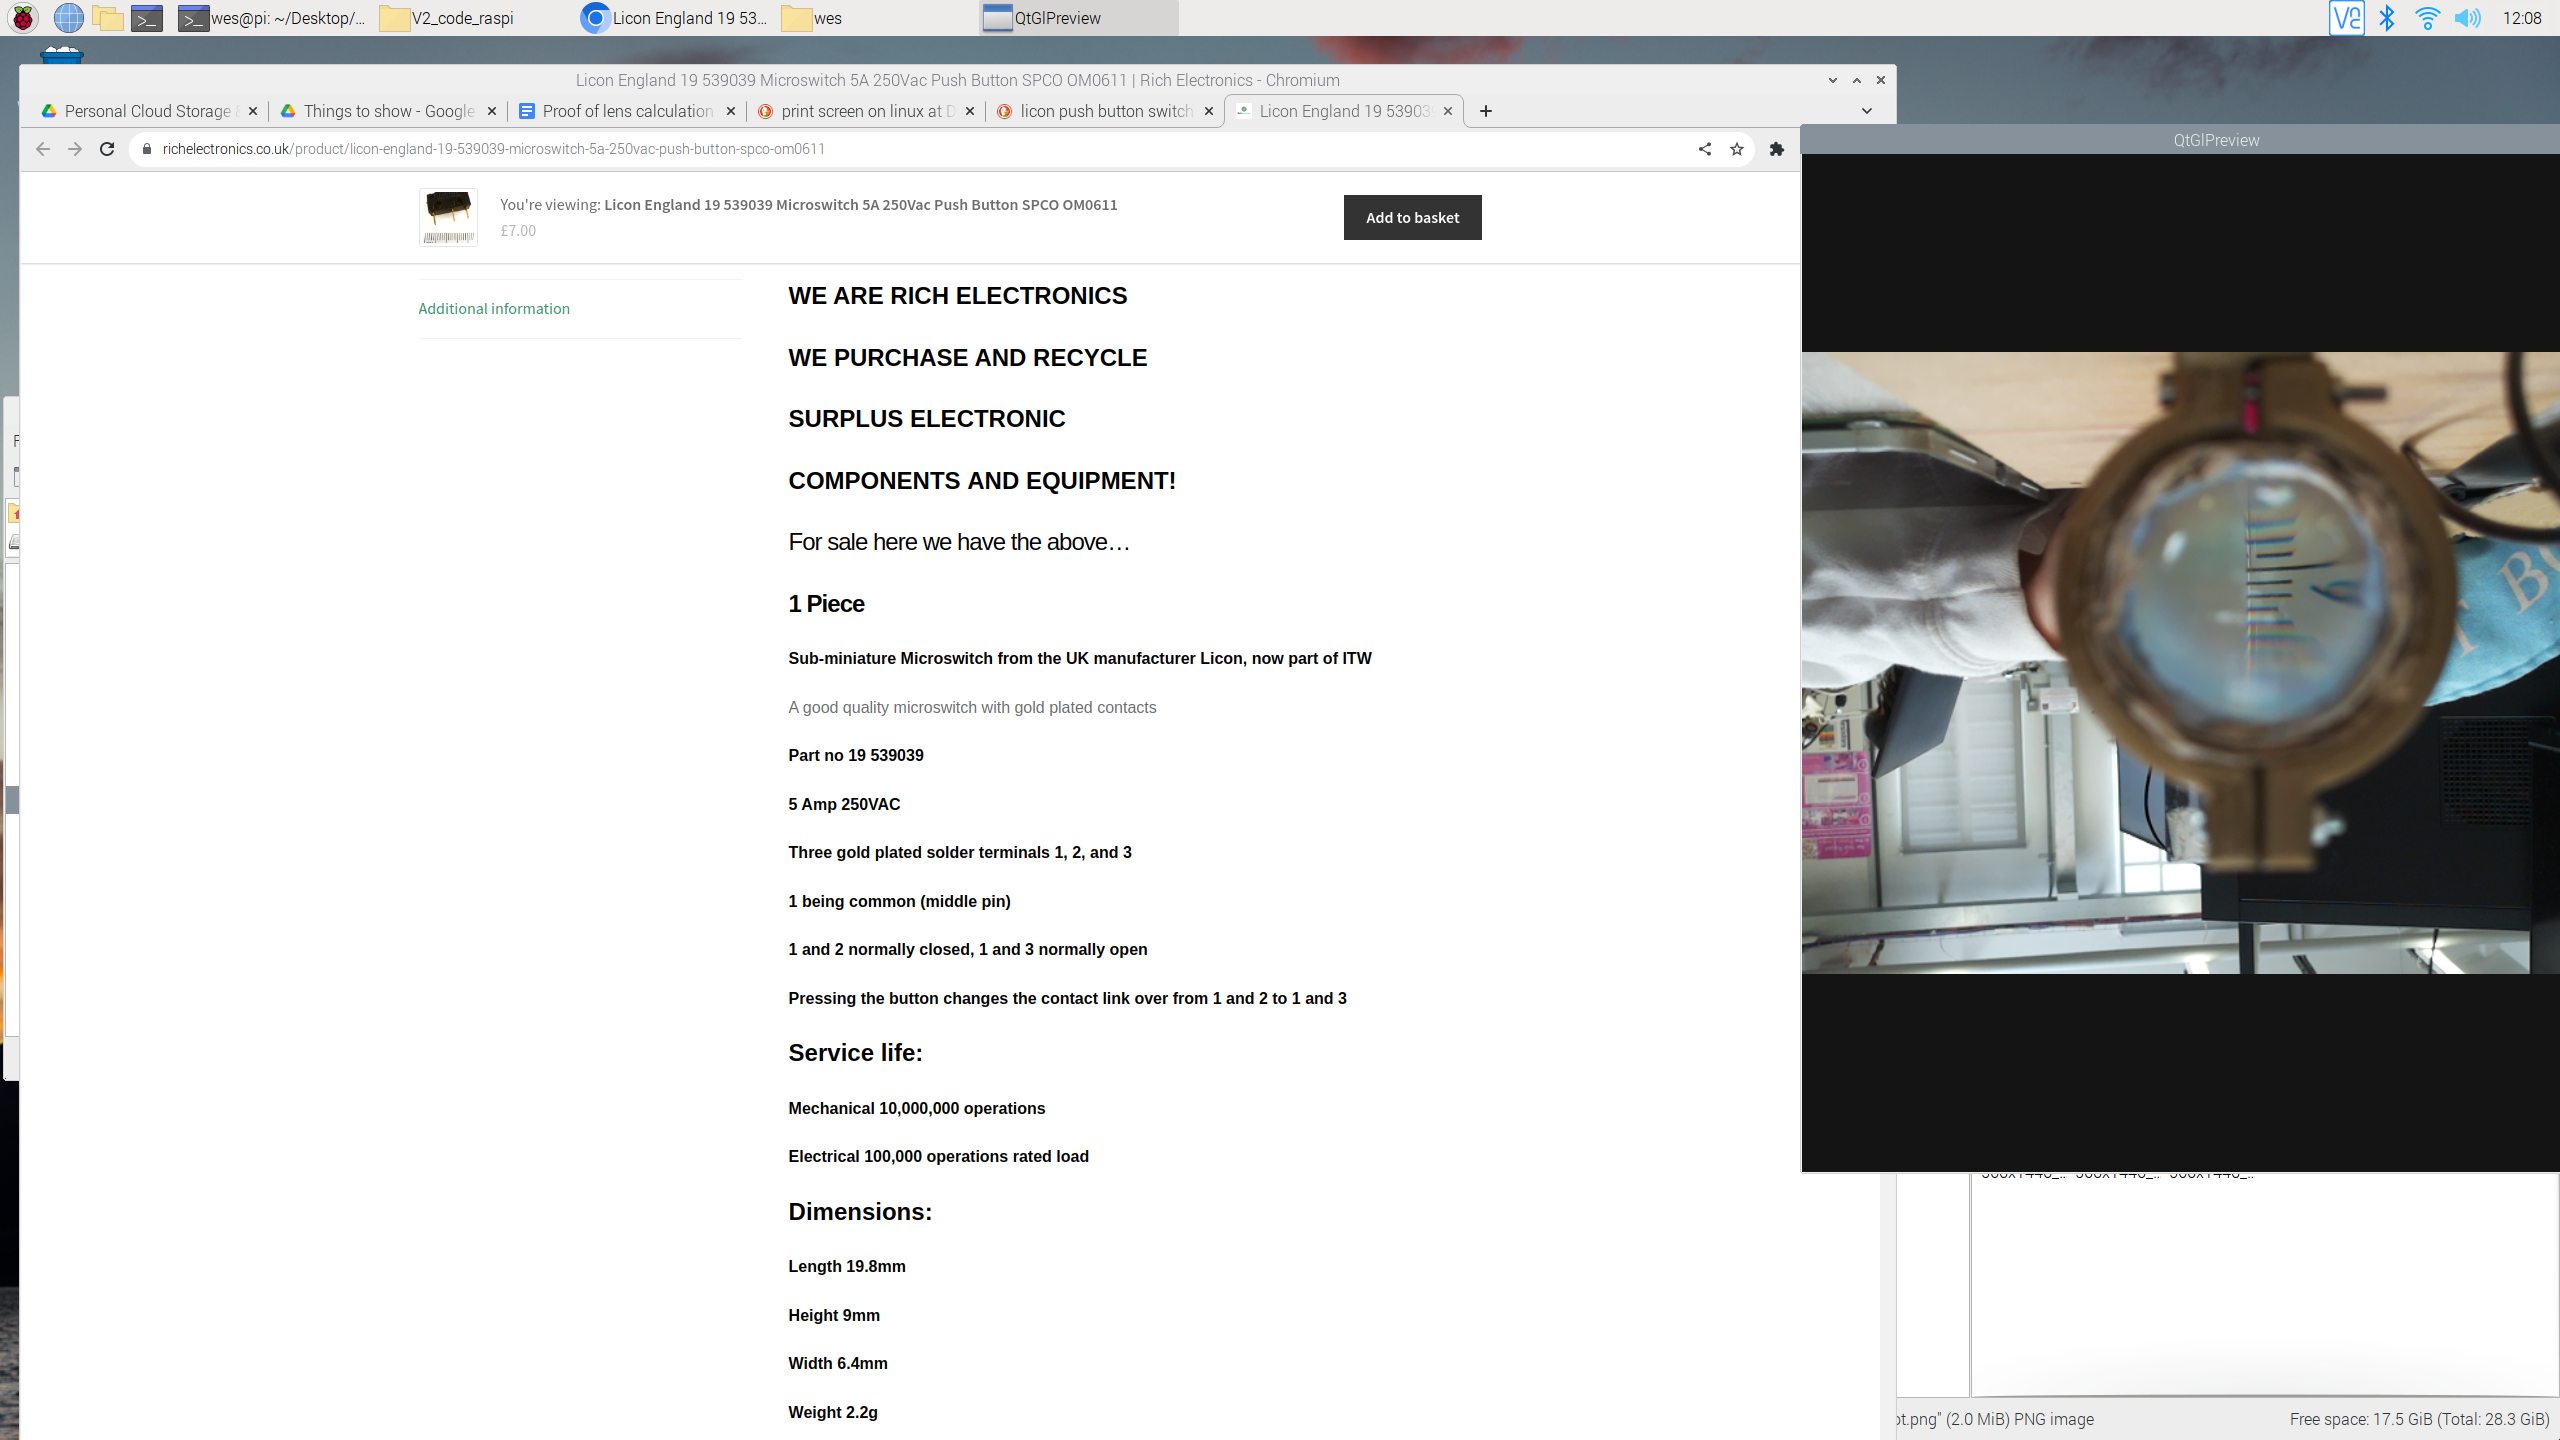 wes@pi: ~/Desktop/...
V2_code_raspi
Licon England 19 53...
wes
QtGlPreview
12:08
Licon England 19 539039 Microswitch 5A 250Vac Push Button SPCO OM0611 | Rich Electronics - Chromium
Personal Cloud Storage
Things to show - Google
Proof of lens calculation
print screen on linux at D
licon push button switch
Licon England 19 539039
richelectronics.co.uk/product/licon-england-19-539039-microswitch-5a-250vac-push-button-spco-om0611
QtGlPreview
You're viewing: Licon England 19 539039 Microswitch 5A 250Vac Push Button SPCO OM0611
£7.00
Add to basket
Additional information
WE ARE RICH ELECTRONICS
WE PURCHASE AND RECYCLE
SURPLUS ELECTRONIC
COMPONENTS AND EQUIPMENT!
For sale here we have the above…
1 Piece
Sub-miniature Microswitch from the UK manufacturer Licon, now part of ITW
A good quality microswitch with gold plated contacts
Part no 19 539039
5 Amp 250VAC
Three gold plated solder terminals 1, 2, and 3
1 being common (middle pin)
1 and 2 normally closed, 1 and 3 normally open
Pressing the button changes the contact link over from 1 and 2 to 1 and 3
Service life:
Mechanical 10,000,000 operations
Electrical 100,000 operations rated load
Dimensions:
Length 19.8mm
Height 9mm
Width 6.4mm
Weight 2.2g
ot.png" (2.0 MiB) PNG image
Free space: 17.5 GiB (Total: 28.3 GiB)